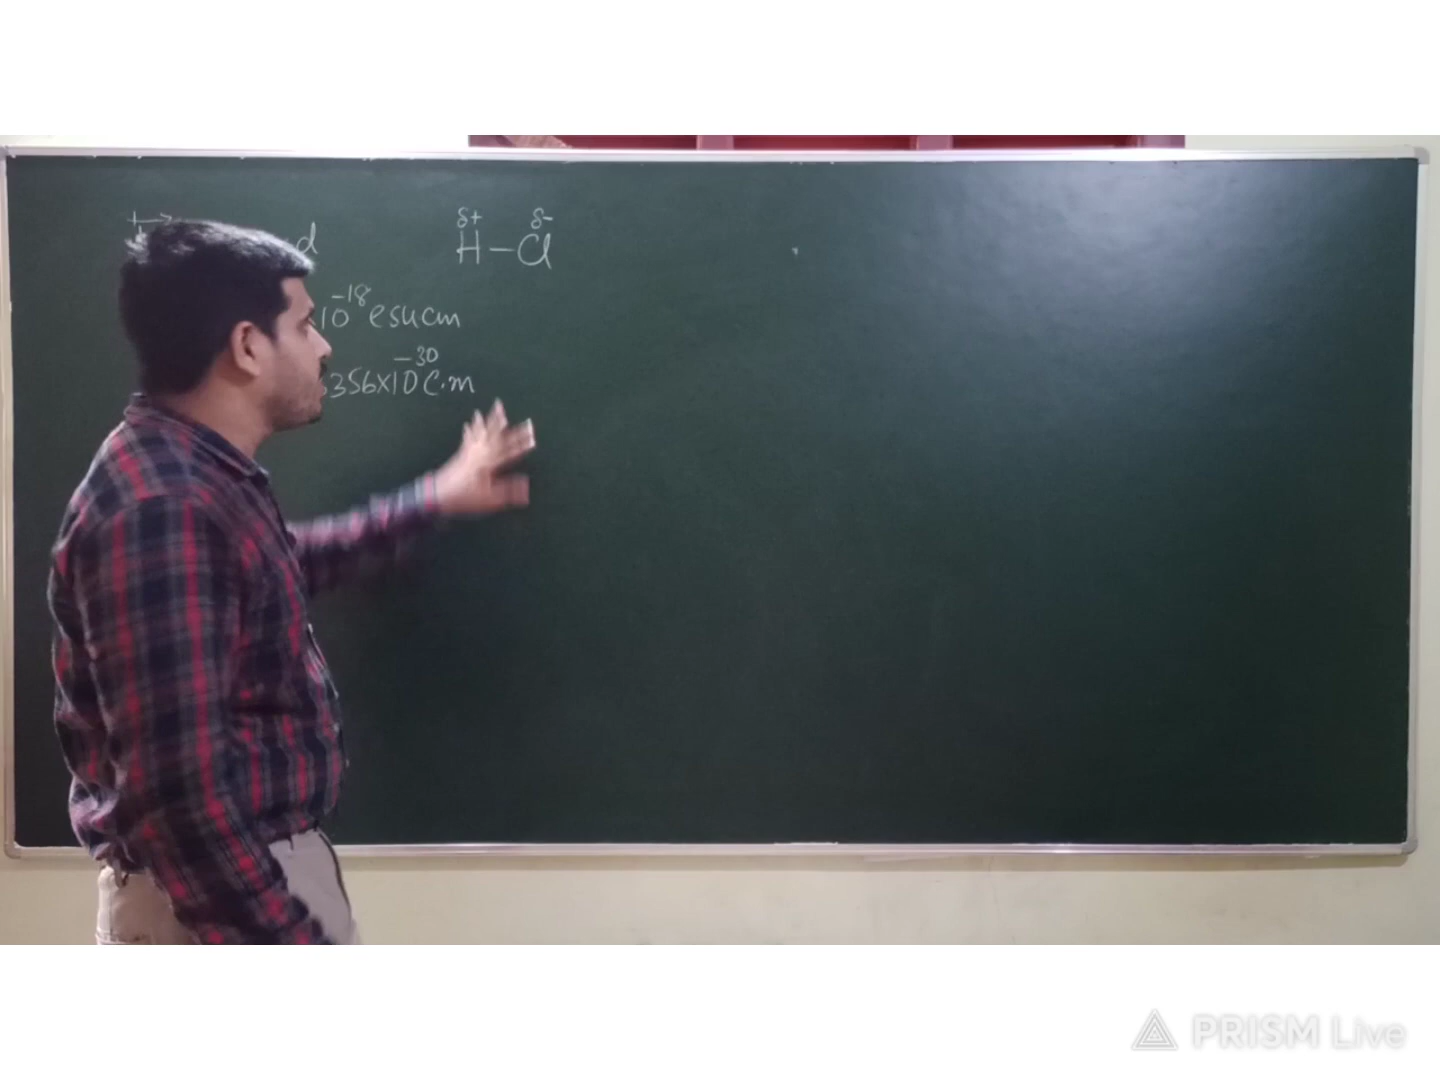 d
δ+ δ-
H-Cl
10⁻¹⁸ esu cm
356×10⁻³⁰ C.m
PRISM Live